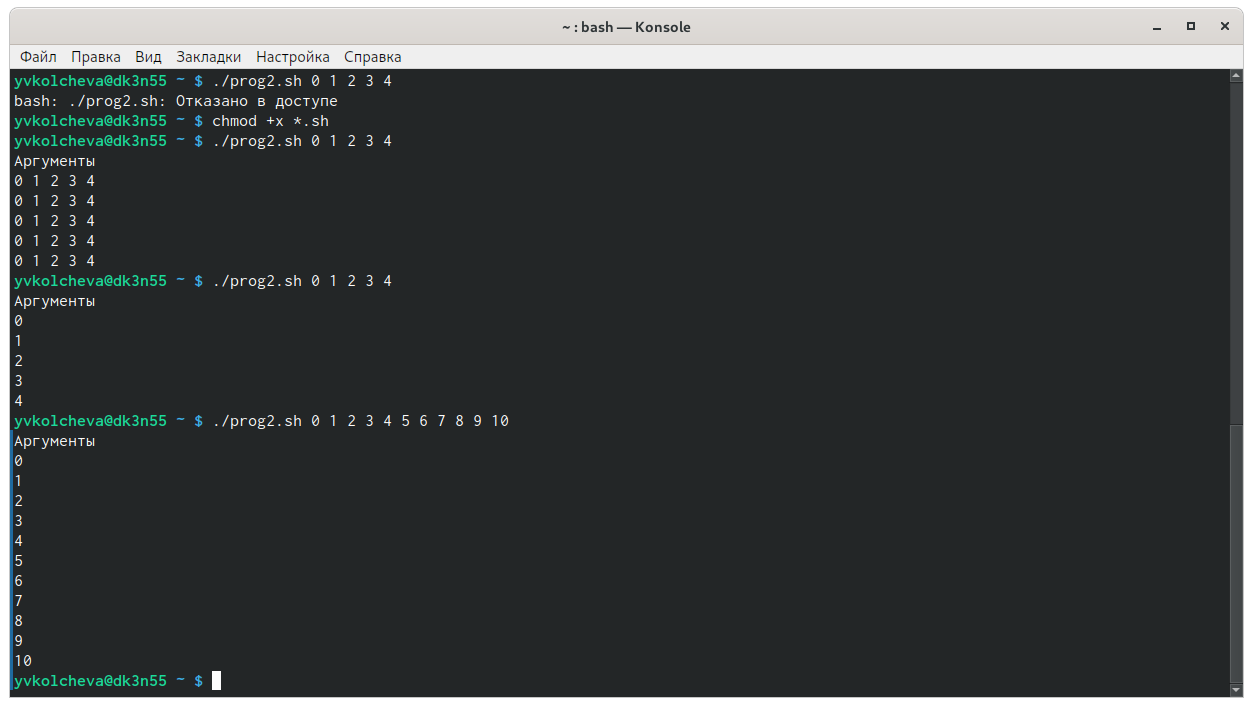 ~ : bash — Konsole
Файл Правка Вид Закладки Настройка Справка
yvkolcheva@dk3n55 ~ $ ./prog2.sh 0 1 2 3 4
bash: ./prog2.sh: Отказано в доступе
yvkolcheva@dk3n55 ~ $ chmod +x *.sh
yvkolcheva@dk3n55 ~ $ ./prog2.sh 0 1 2 3 4
Аргументы
0 1 2 3 4
0 1 2 3 4
0 1 2 3 4
0 1 2 3 4
0 1 2 3 4
yvkolcheva@dk3n55 ~ $ ./prog2.sh 0 1 2 3 4
Аргументы
0
1
2
3
4
yvkolcheva@dk3n55 ~ $ ./prog2.sh 0 1 2 3 4 5 6 7 8 9 10
Аргументы
0
1
2
3
4
5
6
7
8
9
10
yvkolcheva@dk3n55 ~ $